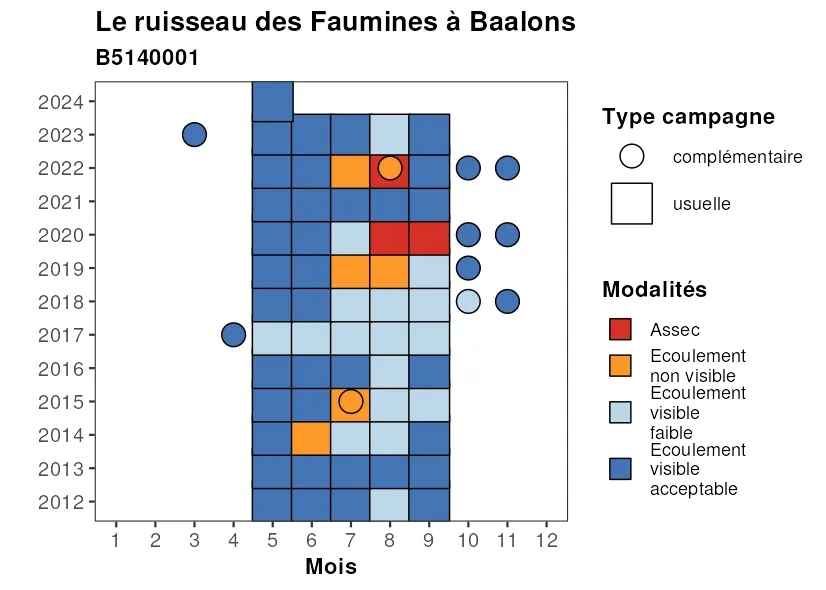 Le ruisseau des Faumines à Baalons
B5140001
2024
2023
2022
2021
2020
2019
2018
2017
2016
2015
2014
2013
2012
1 2 3 4 5 6 7 8 9 10 11 12
Mois
Type campagne
complémentaire
usuelle
Modalités
Assec
Ecoulement
non visible
Ecoulement
visible
faible
Ecoulement
visible
acceptable